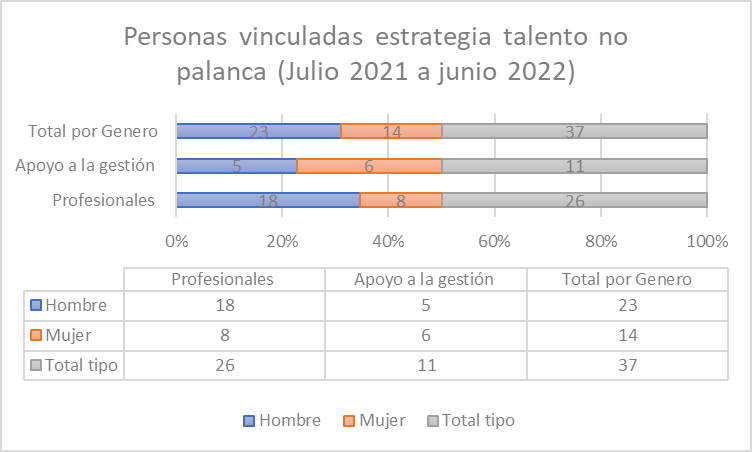 Personas vinculadas estrategia talento no
palanca (Julio 2021 a junio 2022)
Total por Genero 23 14 37
Apoyo a la gestión 5 6 11
Profesionales 18 8 26
0% 20% 40% 60% 80% 100%
Profesionales Apoyo a la gestión Total por Genero
Hombre 18 5 23
Mujer 8 6 14
Total tipo 26 11 37
Hombre Mujer Total tipo